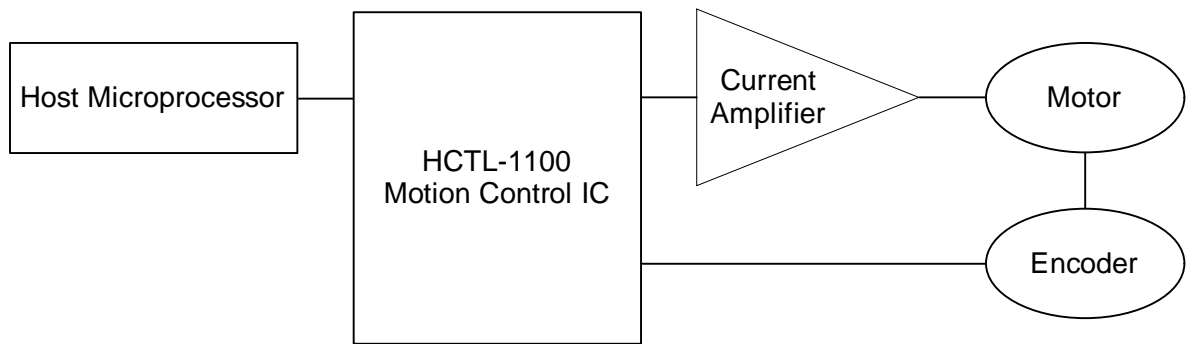 Host Microprocessor
HCTL-1100
Motion Control IC
Current
Amplifier
Motor
Encoder